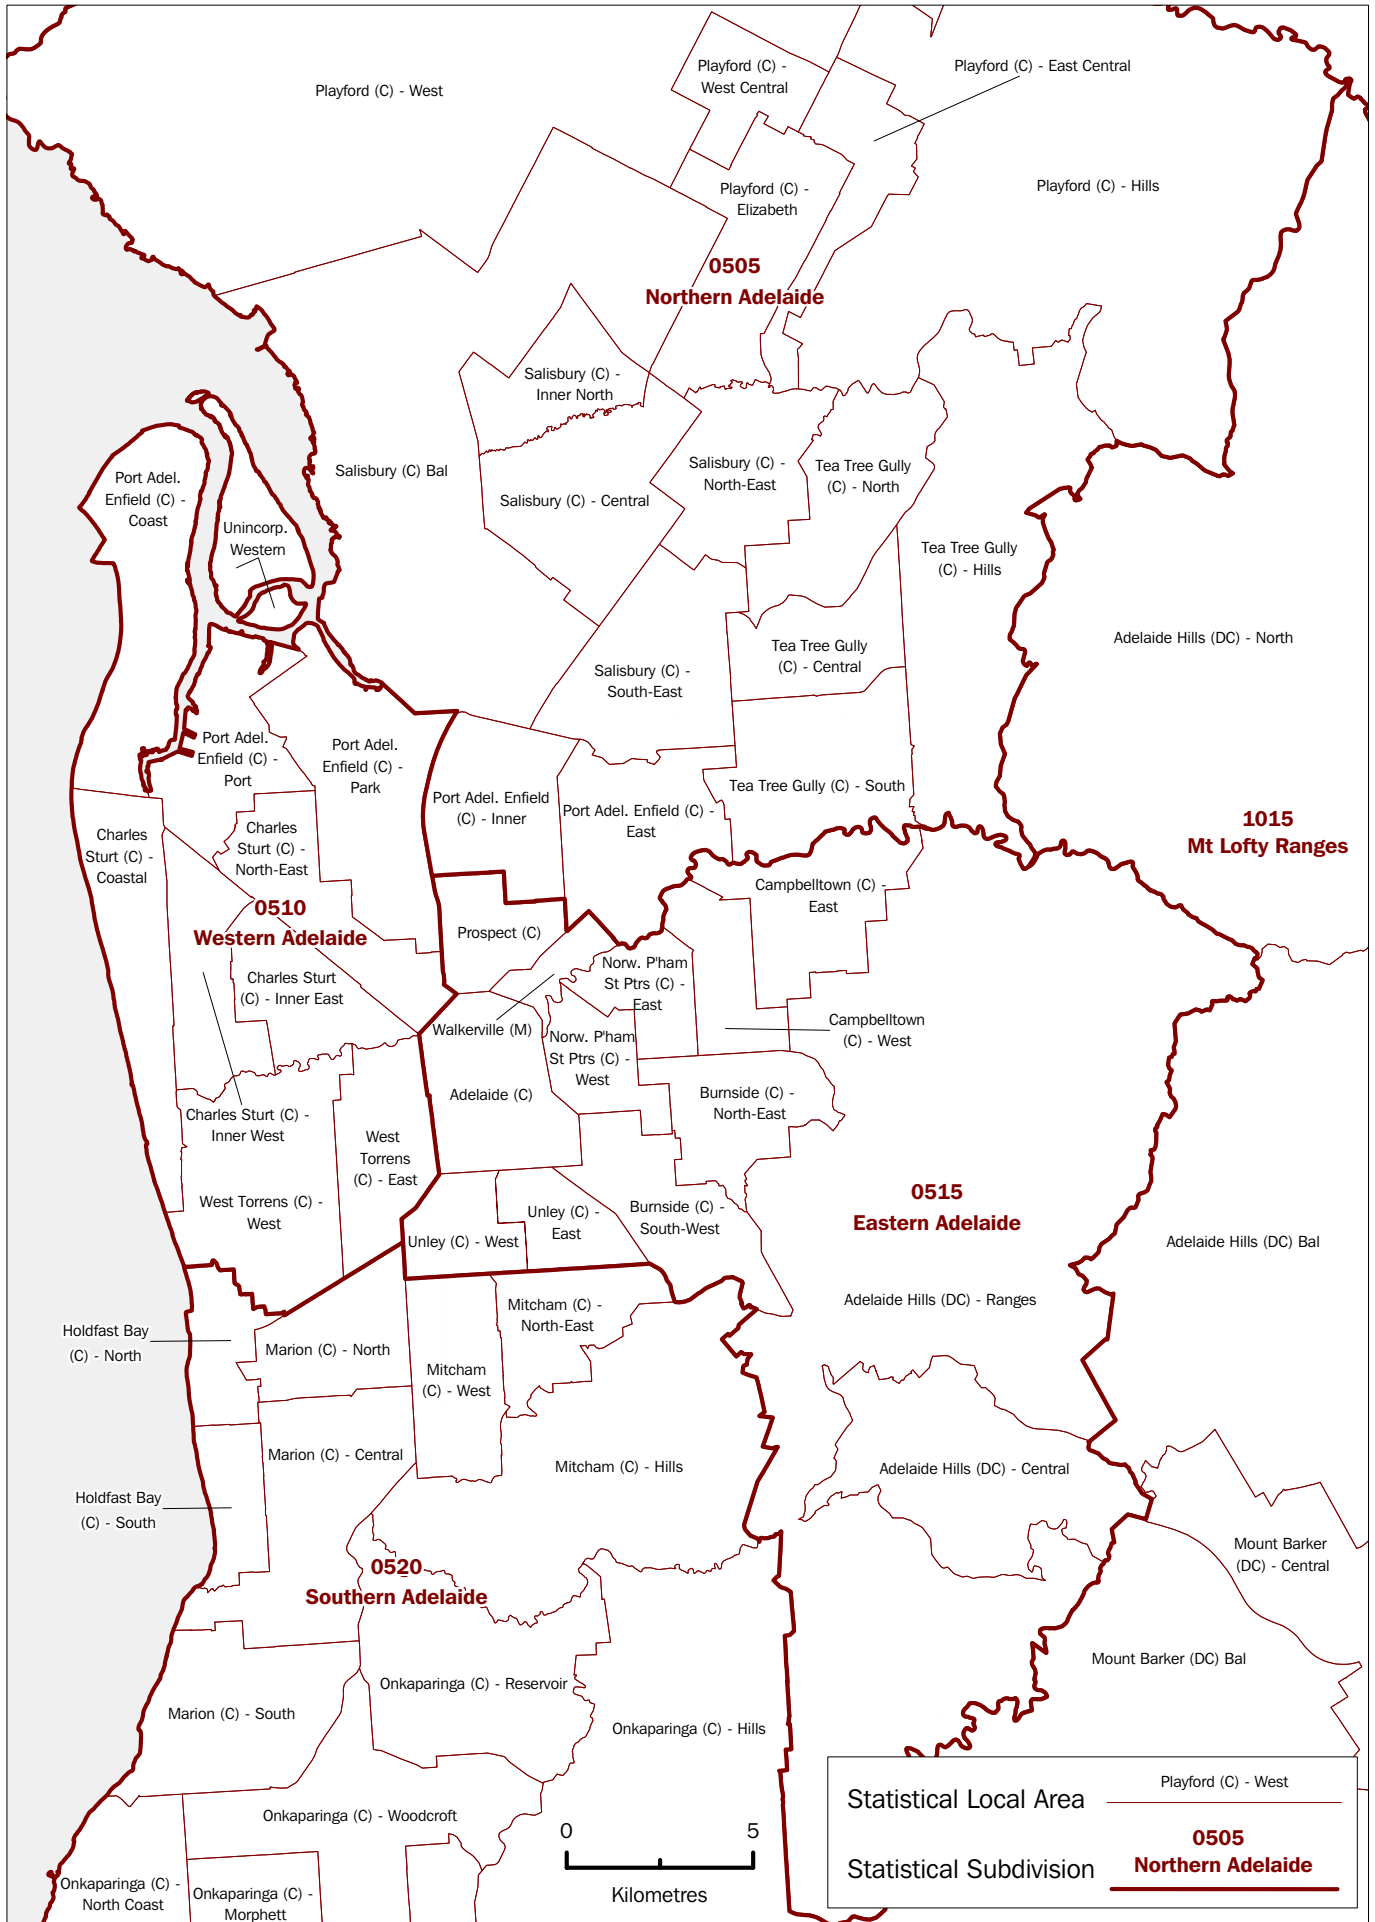 Playford (C) - West
Playford (C) -
West Central
Playford (C) - East Central
Playford (C) -
Elizabeth
Playford (C) - Hills
0505
Northern Adelaide
Salisbury (C) -
Inner North
Salisbury (C) Bal
Salisbury (C) - Central
Salisbury (C) -
North-East
Tea Tree Gully
(C) - North
Port Adel.
Enfield (C) -
Coast
Unincorp.
Western
Tea Tree Gully
(C) - Hills
Adelaide Hills (DC) - North
Tea Tree Gully
(C) - Central
Salisbury (C) -
South-East
Port Adel.
Enfield (C) -
Port
Port Adel.
Enfield (C) -
Park
Tea Tree Gully (C) - South
Port Adel. Enfield
(C) - Inner
Port Adel. Enfield (C) -
East
1015
Mt Lofty Ranges
Charles
Sturt (C) -
Coastal
Charles
Sturt (C) -
North-East
Campbelltown (C) -
East
0510
Western Adelaide
Prospect (C)
Norw. P'ham
St Ptrs (C) -
East
Charles Sturt
(C) - Inner East
Walkerville (M)
Campbelltown
(C) - West
Norw. P'ham
St Ptrs (C) -
West
Adelaide (C)
Burnside (C) -
North-East
Charles Sturt (C) -
Inner West
West
Torrens
(C) - East
West Torrens (C) -
West
0515
Eastern Adelaide
Unley (C) -
East
Burnside (C) -
South-West
Unley (C) - West
Adelaide Hills (DC) Bal
Adelaide Hills (DC) - Ranges
Mitcham (C) -
North-East
Holdfast Bay
(C) - North
Marion (C) - North
Mitcham
(C) - West
Marion (C) - Central
Mitcham (C) - Hills
Adelaide Hills (DC) - Central
Holdfast Bay
(C) - South
Mount Barker
(DC) - Central
0520
Southern Adelaide
Mount Barker (DC) Bal
Onkaparinga (C) - Reservoir
Marion (C) - South
Onkaparinga (C) - Hills
Onkaparinga (C) - Woodcroft
Onkaparinga (C) -
North Coast
Onkaparinga (C) -
Morphett
0 5
Kilometres
Statistical Local Area
Playford (C) - West
Statistical Subdivision
0505
Northern Adelaide